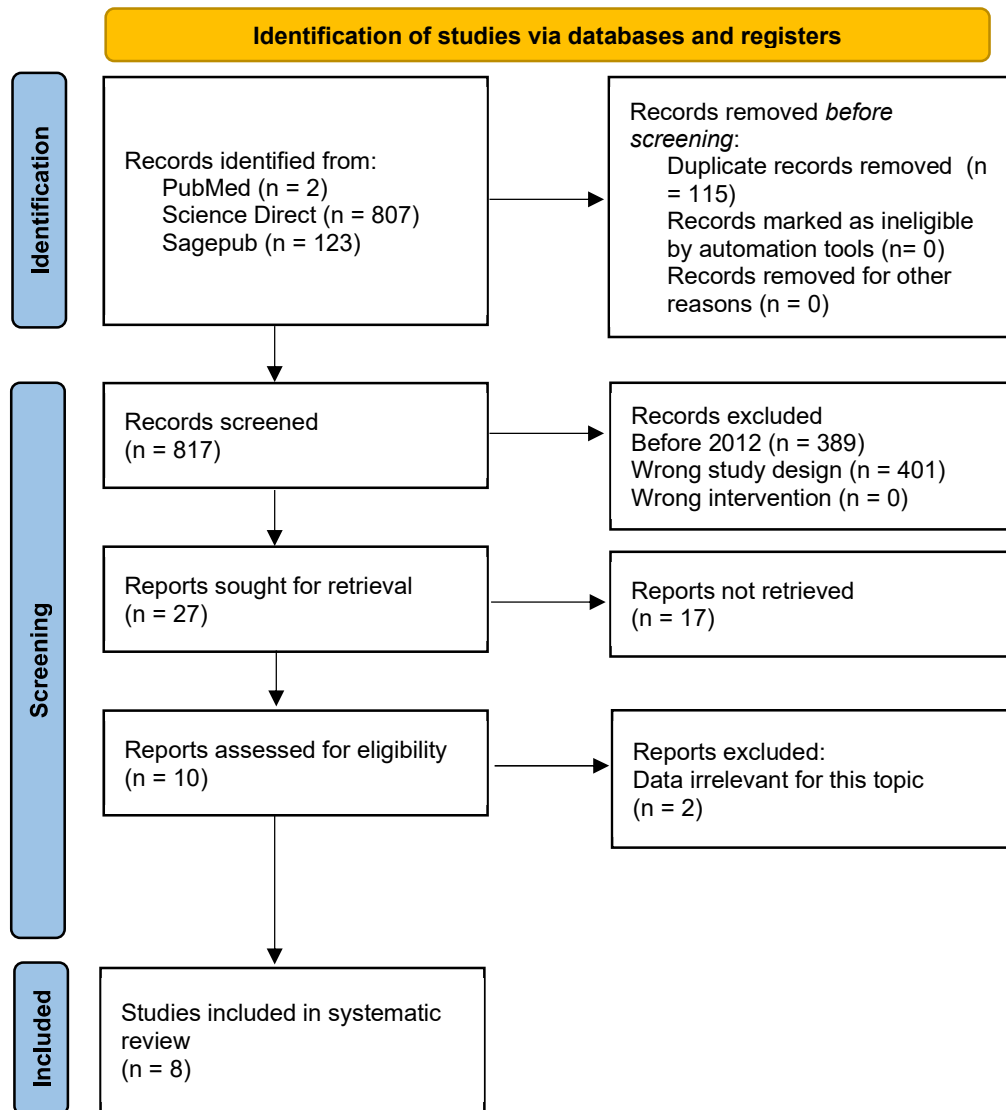 Identification of studies via databases and registers
Identification
Records identified from:
PubMed (n = 2)
Science Direct (n = 807)
Sagepub (n = 123)
Records removed before
screening:
Duplicate records removed (n
= 115)
Records marked as ineligible
by automation tools (n= 0)
Records removed for other
reasons (n = 0)
Screening
Records screened
(n = 817)
Records excluded
Before 2012 (n = 389)
Wrong study design (n = 401)
Wrong intervention (n = 0)
Reports sought for retrieval
(n = 27)
Reports not retrieved
(n = 17)
Reports assessed for eligibility
(n = 10)
Reports excluded:
Data irrelevant for this topic
(n = 2)
Included
Studies included in systematic
review
(n = 8)